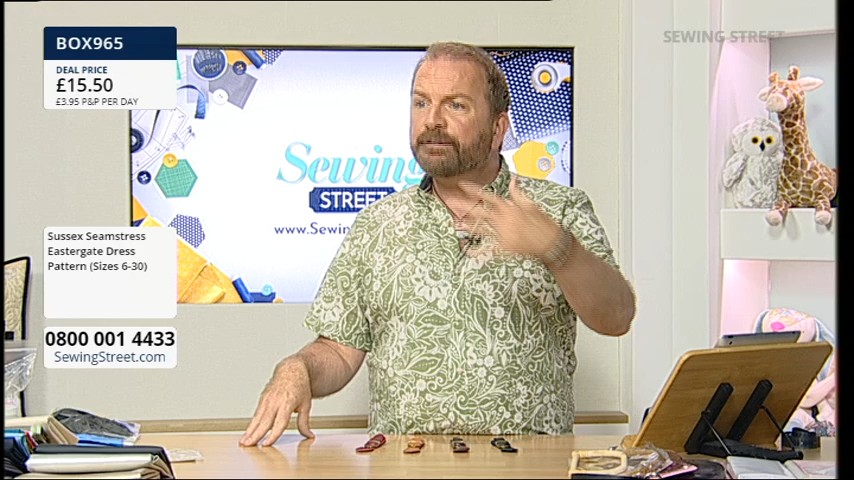 BOX965
DEAL PRICE
£15.50
£3.95 P&P PER DAY
SEWING STREET
Sewing
STREET
www.Sewin
Sussex Seamstress
Eastergate Dress
Pattern (Sizes 6-30)
0800 001 4433
SewingStreet.com